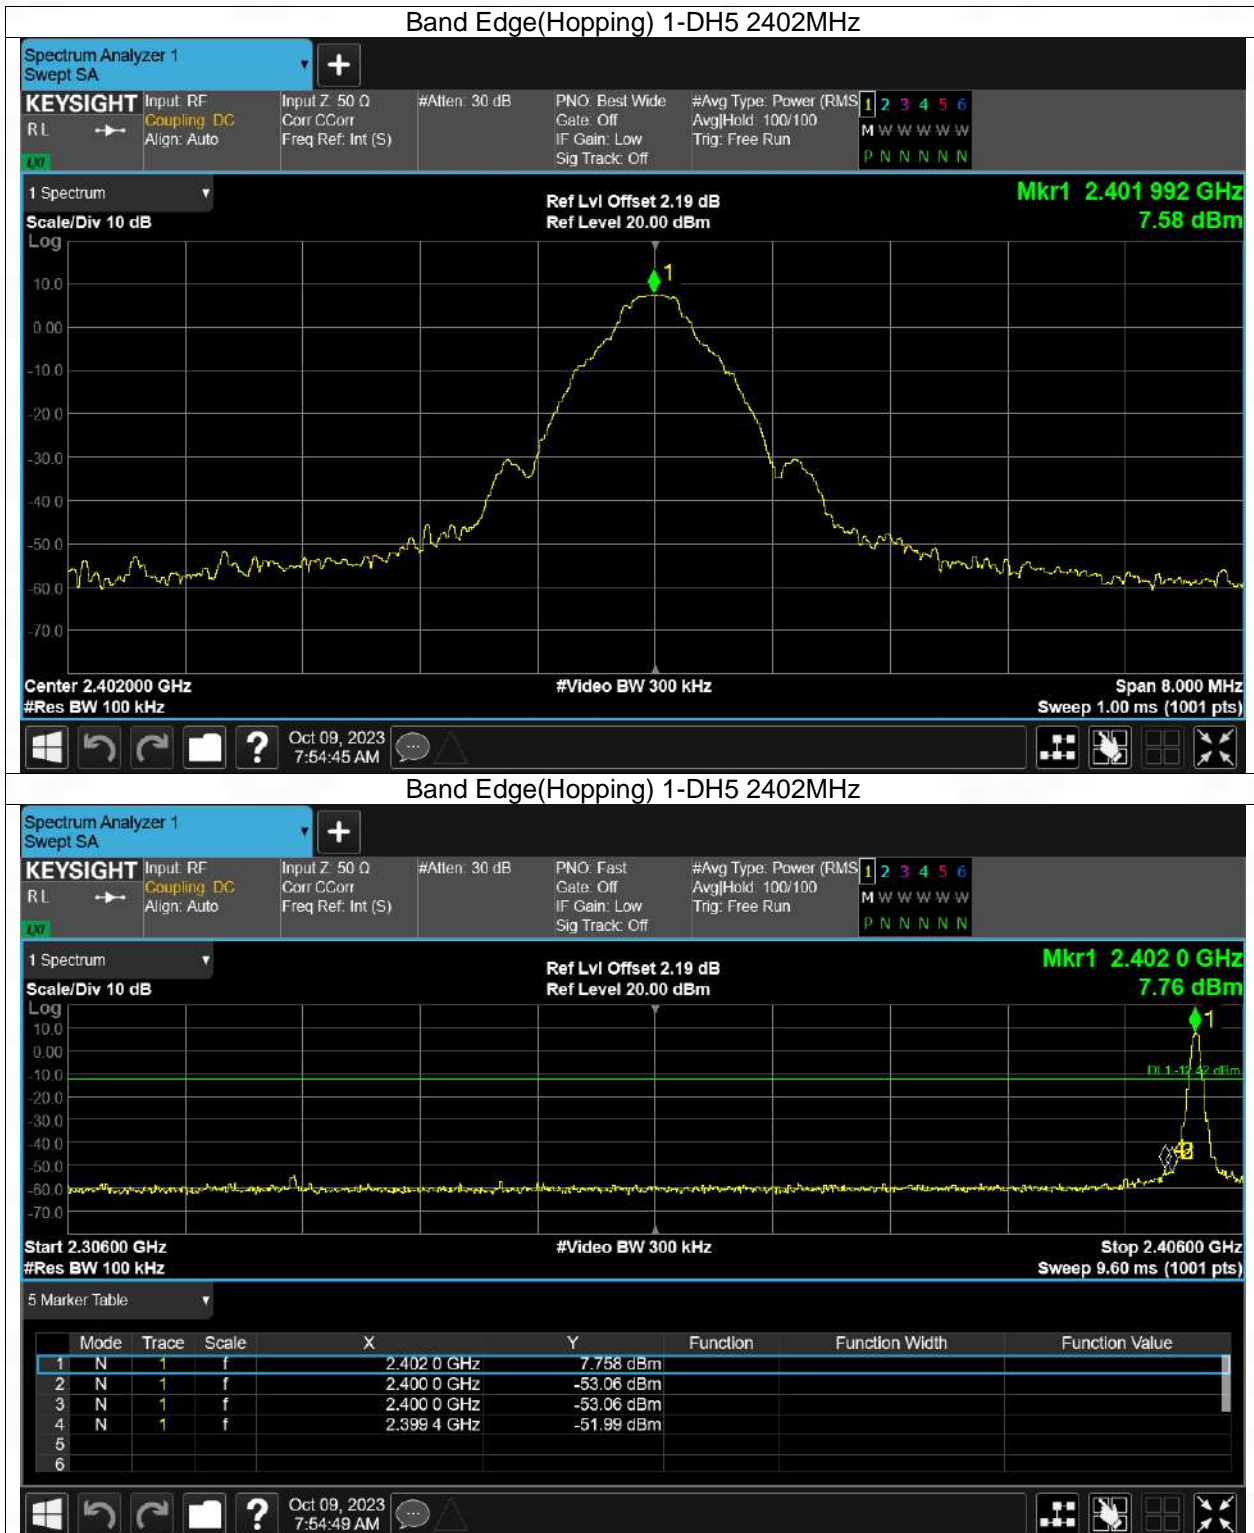 Band Edge(Hopping) 1-DH5 2402MHz
Spectrum Analyzer 1
Swept SA
KEYSIGHT
RL
LXI
Input: RF
Coupling: DC
Align: Auto
Input Z: 50 Ω
Corr CCorr
Freq Ref: Int (S)
#Atten: 30 dB
PNO: Best Wide
Gate: Off
IF Gain: Low
Sig Track: Off
#Avg Type: Power (RMS
Avg|Hold: 100/100
Trig: Free Run
1 2 3 4 5 6
M W W W W W
P N N N N N
1 Spectrum
Scale/Div 10 dB
Ref Lvl Offset 2.19 dB
Ref Level 20.00 dBm
Mkr1 2.401 992 GHz
7.58 dBm
Log
1
10.0
0.00
-10.0
-20.0
-30.0
-40.0
-50.0
-60.0
-70.0
Center 2.402000 GHz
#Video BW 300 kHz
Span 8.000 MHz
#Res BW 100 kHz
Sweep 1.00 ms (1001 pts)
?
Oct 09, 2023
7:54:45 AM
Band Edge(Hopping) 1-DH5 2402MHz
Spectrum Analyzer 1
Swept SA
KEYSIGHT
RL
LXI
Input: RF
Coupling: DC
Align: Auto
Input Z: 50 Ω
Corr CCorr
Freq Ref: Int (S)
#Atten: 30 dB
PNO: Fast
Gate: Off
IF Gain: Low
Sig Track: Off
#Avg Type: Power (RMS
Avg|Hold: 100/100
Trig: Free Run
1 2 3 4 5 6
M W W W W W
P N N N N N
1 Spectrum
Scale/Div 10 dB
Ref Lvl Offset 2.19 dB
Ref Level 20.00 dBm
Mkr1 2.402 0 GHz
7.76 dBm
Log
1
10.0
0.00
DL1 -12.42 dBm
-10.0
-20.0
-30.0
-40.0
-50.0
-60.0
-70.0
Start 2.30600 GHz
#Video BW 300 kHz
Stop 2.40600 GHz
#Res BW 100 kHz
Sweep 9.60 ms (1001 pts)
5 Marker Table
Mode Trace Scale X Y Function Function Width Function Value
1 N 1 f 2.402 0 GHz 7.758 dBm
2 N 1 f 2.400 0 GHz -53.06 dBm
3 N 1 f 2.400 0 GHz -53.06 dBm
4 N 1 f 2.399 4 GHz -51.99 dBm
5
6
?
Oct 09, 2023
7:54:49 AM